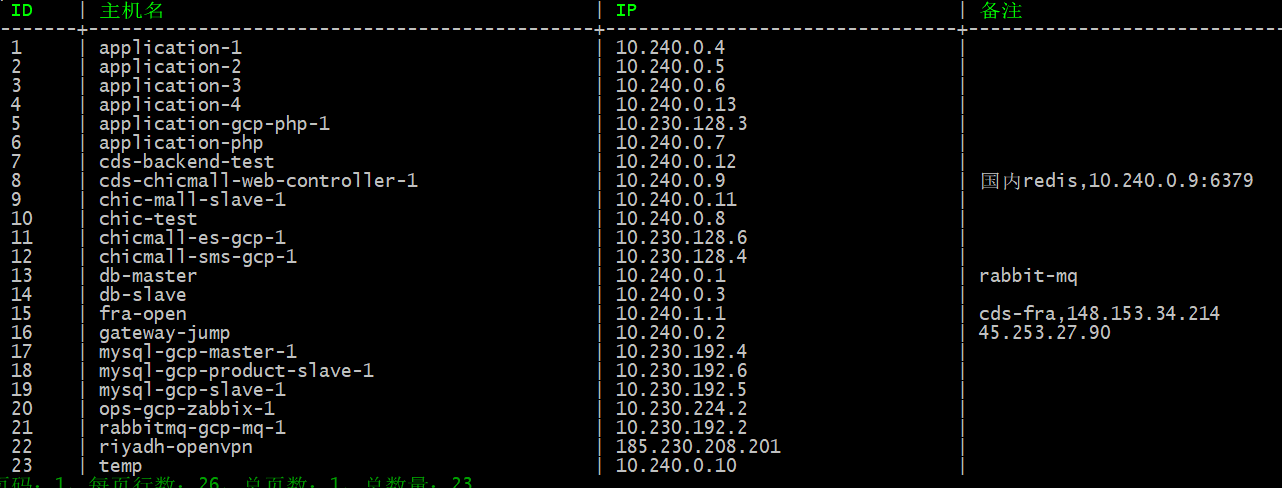 ID | 主机名 | IP | 备注
1 | application-1 | 10.240.0.4 |
2 | application-2 | 10.240.0.5 |
3 | application-3 | 10.240.0.6 |
4 | application-4 | 10.240.0.13 |
5 | application-gcp-php-1 | 10.230.128.3 |
6 | application-php | 10.240.0.7 |
7 | cds-backend-test | 10.240.0.12 |
8 | cds-chicmall-web-controller-1 | 10.240.0.9 | 国内redis,10.240.0.9:6379
9 | chic-mall-slave-1 | 10.240.0.11 |
10 | chic-test | 10.240.0.8 |
11 | chicmall-es-gcp-1 | 10.230.128.6 |
12 | chicmall-sms-gcp-1 | 10.230.128.4 |
13 | db-master | 10.240.0.1 | rabbit-mq
14 | db-slave | 10.240.0.3 |
15 | fra-open | 10.240.1.1 | cds-fra,148.153.34.214
16 | gateway-jump | 10.240.0.2 | 45.253.27.90
17 | mysql-gcp-master-1 | 10.230.192.4 |
18 | mysql-gcp-product-slave-1 | 10.230.192.6 |
19 | mysql-gcp-slave-1 | 10.230.192.5 |
20 | ops-gcp-zabbix-1 | 10.230.224.2 |
21 | rabbitmq-gcp-mq-1 | 10.230.192.2 |
22 | riyadh-openvpn | 185.230.208.201 |
23 | temp | 10.240.0.10 |
页码：1，每页行数：26，总页数：1，总数量：23